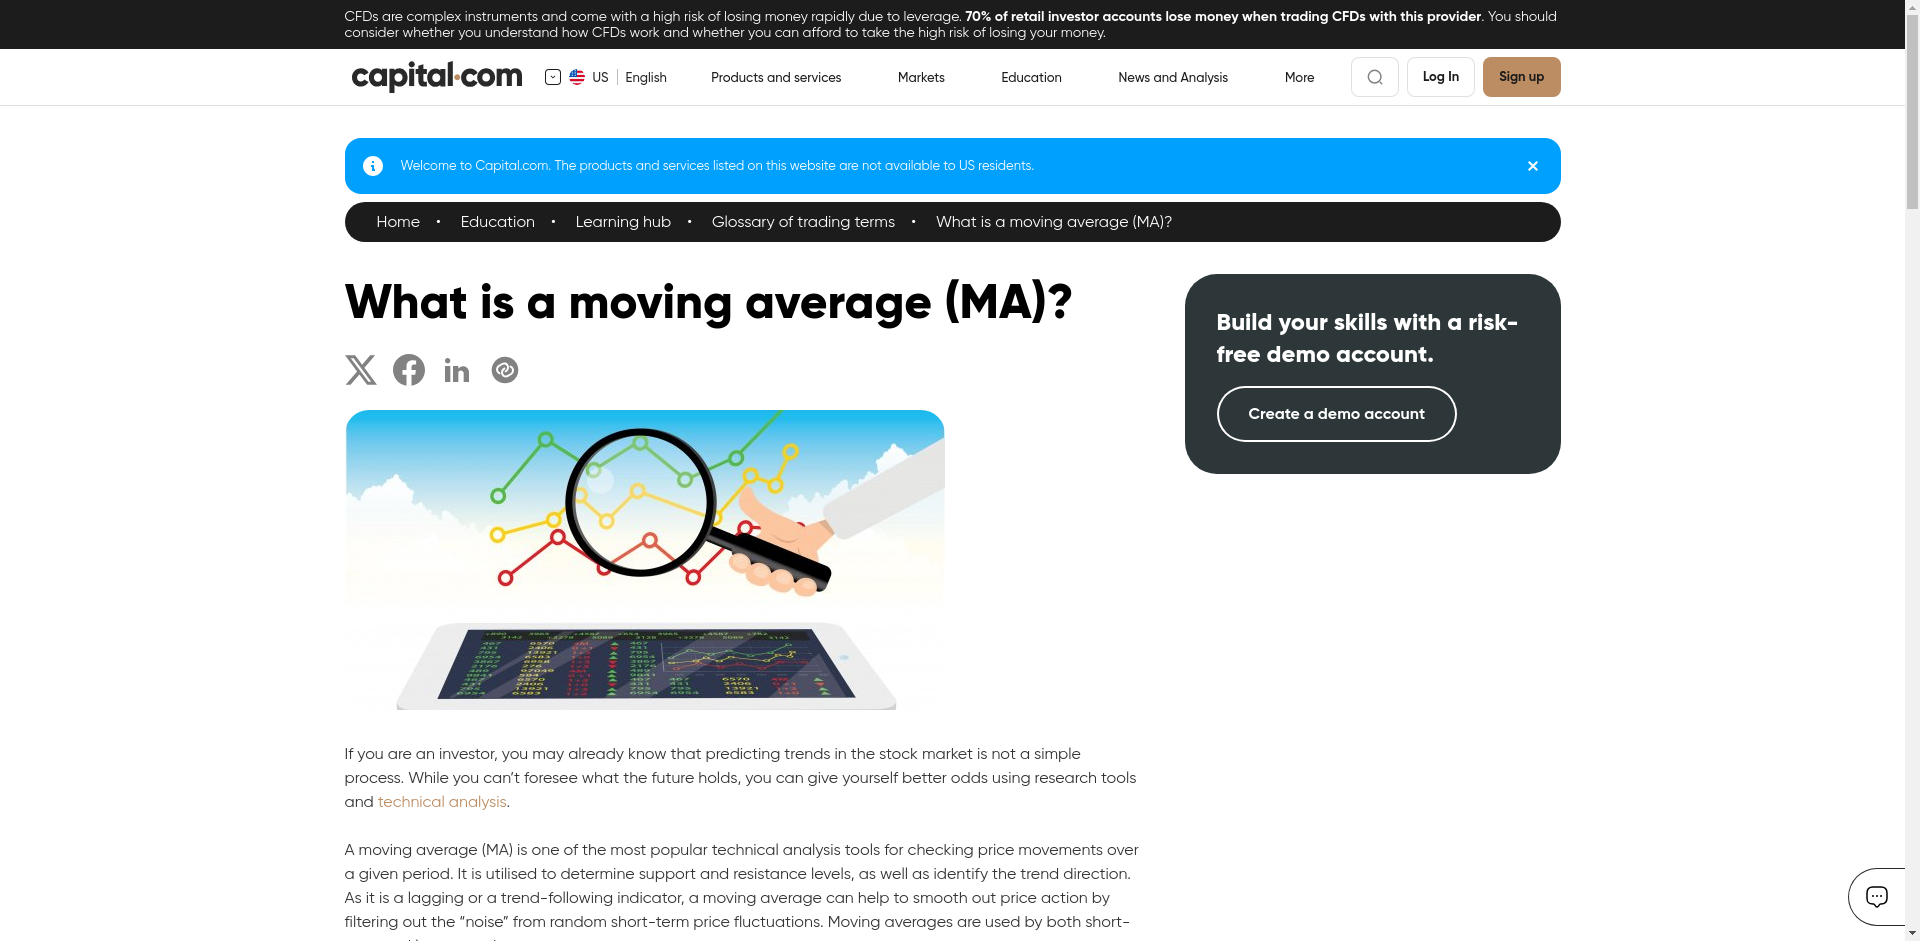 CFDs are complex instruments and come with a high risk of losing money rapidly due to leverage. 70% of retail investor accounts lose money when trading CFDs with this provider. You should
consider whether you understand how CFDs work and whether you can afford to take the high risk of losing your money.
capital.com
US
English
Products and services
Markets
Education
News and Analysis
More
Log In
Sign up
Welcome to Capital.com. The products and services listed on this website are not available to US residents.
Home • Education • Learning hub • Glossary of trading terms • What is a moving average (MA)?
What is a moving average (MA)?
Build your skills with a risk-
free demo account.
Create a demo account
If you are an investor, you may already know that predicting trends in the stock market is not a simple
process. While you can’t foresee what the future holds, you can give yourself better odds using research tools
and technical analysis.
A moving average (MA) is one of the most popular technical analysis tools for checking price movements over
a given period. It is utilised to determine support and resistance levels, as well as identify the trend direction.
As it is a lagging or a trend-following indicator, a moving average can help to smooth out price action by
filtering out the “noise” from random short-term price fluctuations. Moving averages are used by both short-